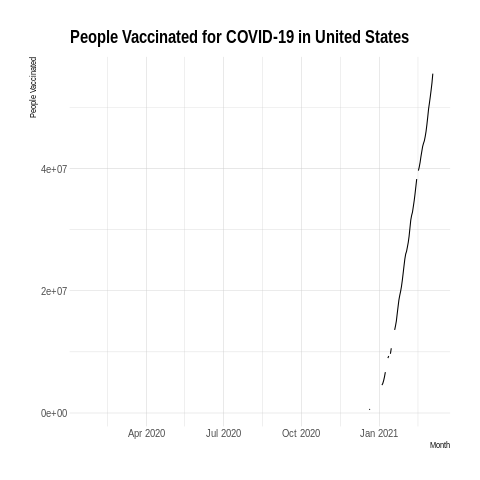 People Vaccinated for COVID-19 in United States
People Vaccinated
4e+07
2e+07
0e+00
Apr 2020
Jul 2020
Oct 2020
Jan 2021
Month